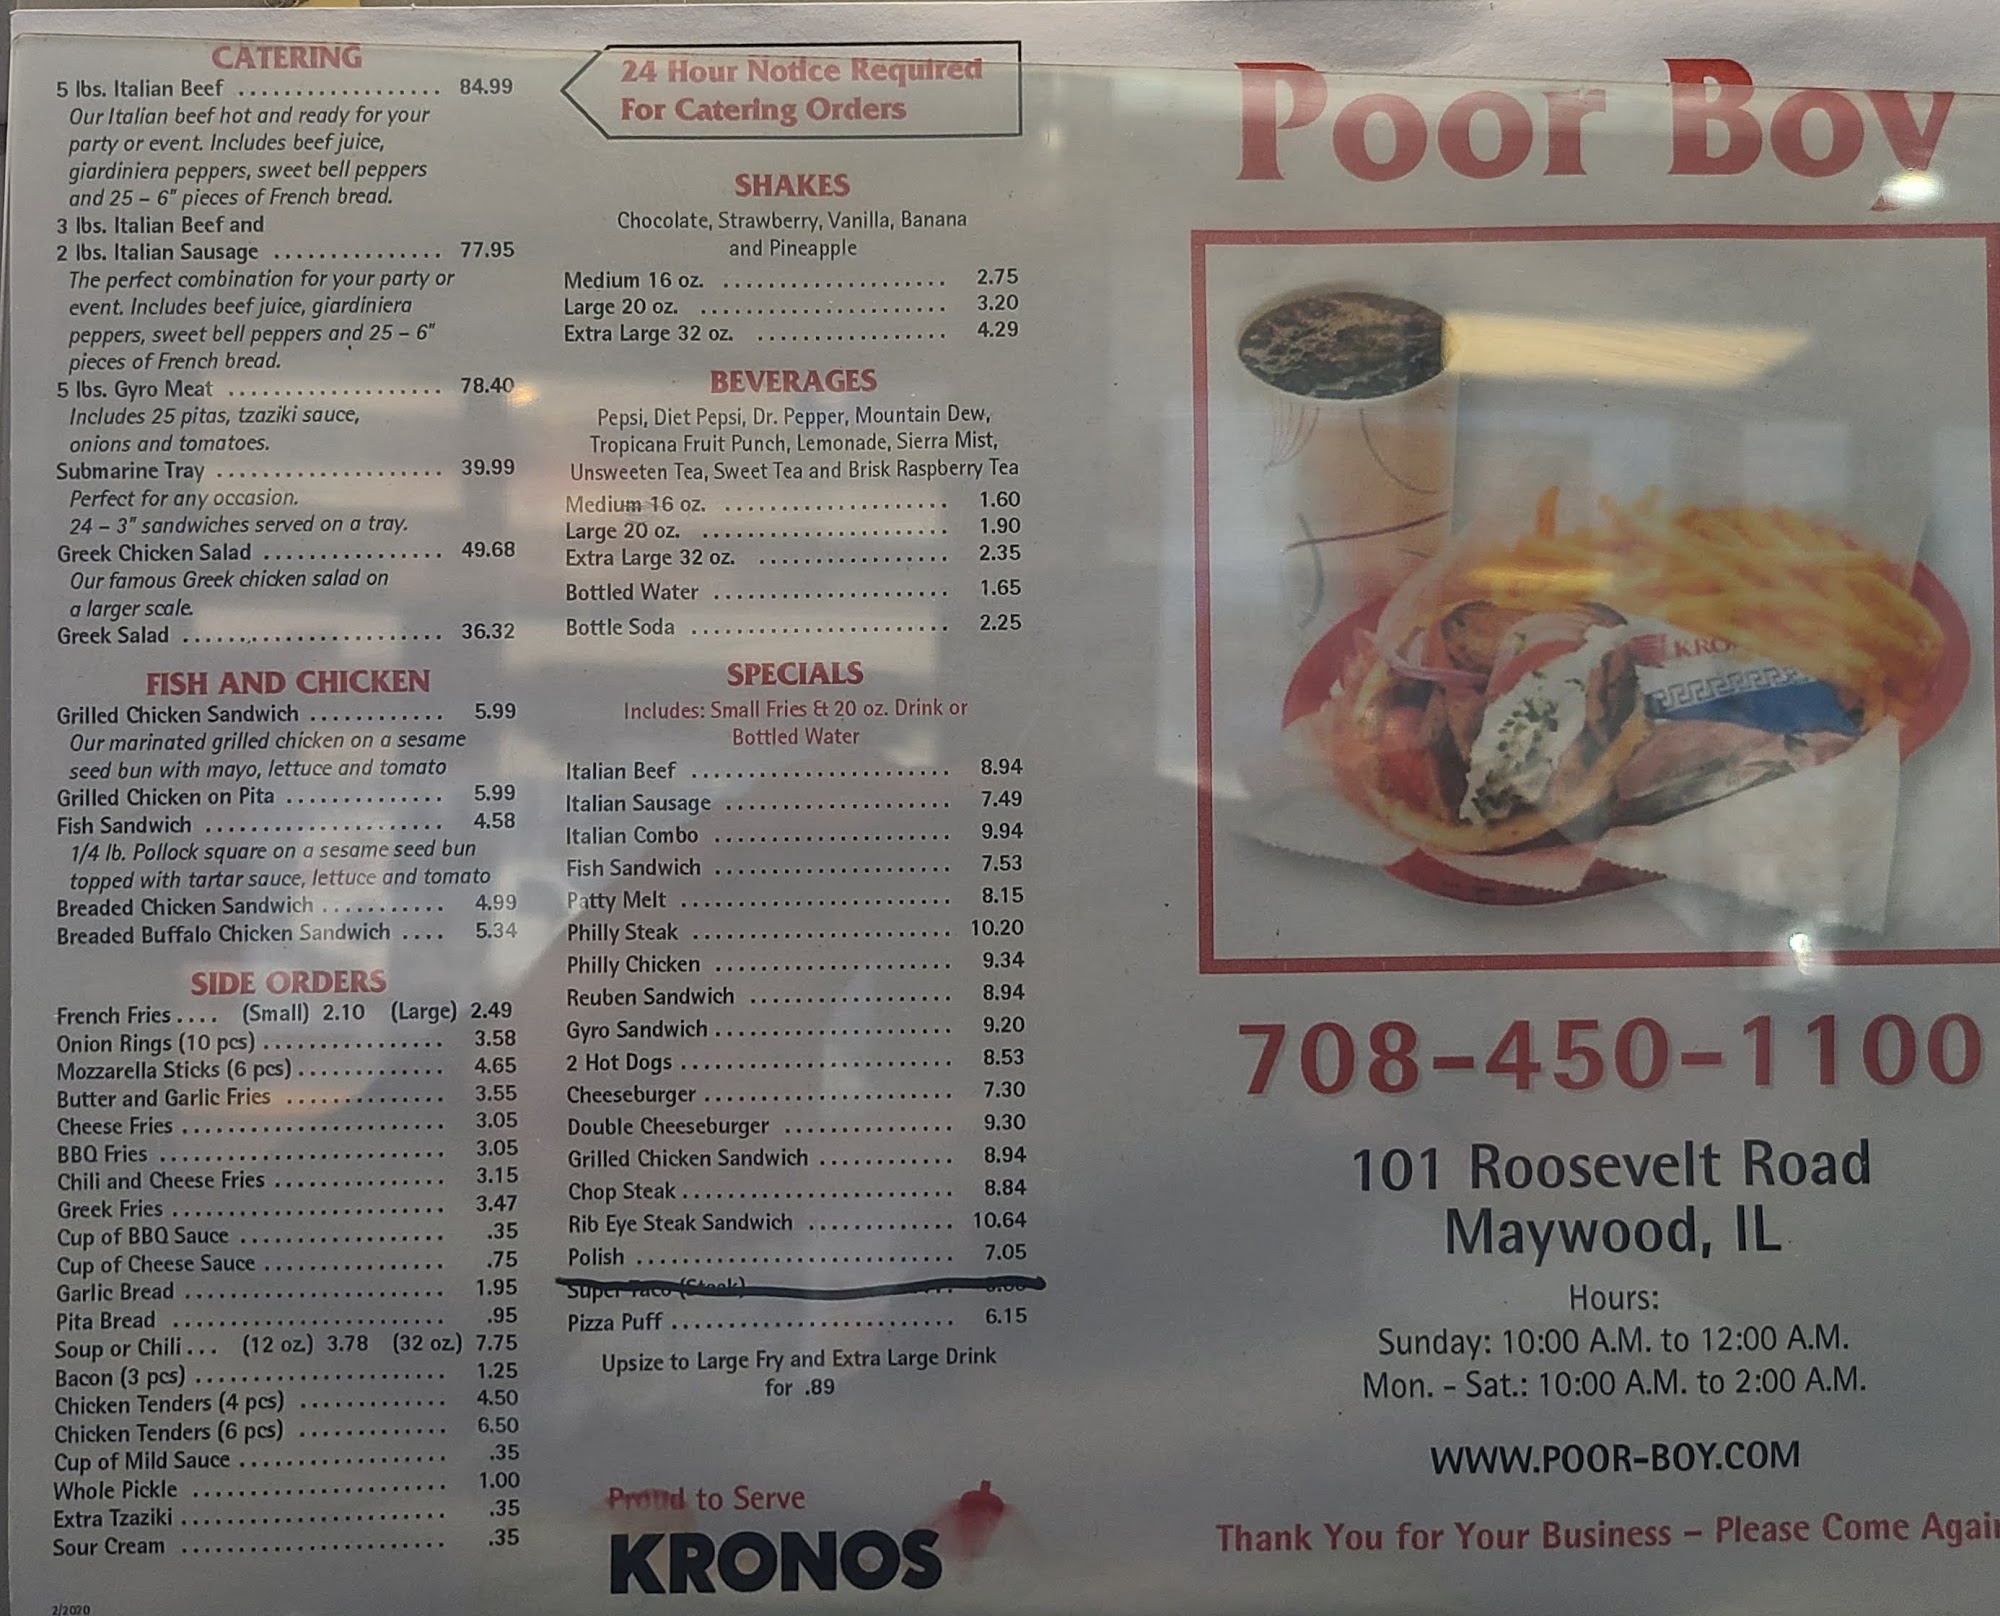 CATERING
5 lbs. Italian Beef .................. 84.99
Our Italian beef hot and ready for your
party or event. Includes beef juice,
giardiniera peppers, sweet bell peppers
and 25 – 6" pieces of French bread.
3 lbs. Italian Beef and
2 lbs. Italian Sausage ............... 77.95
The perfect combination for your party or
event. Includes beef juice, giardiniera
peppers, sweet bell peppers and 25 – 6"
pieces of French bread.
5 lbs. Gyro Meat ................... 78.40
Includes 25 pitas, tzaziki sauce,
onions and tomatoes.
Submarine Tray .................... 39.99
Perfect for any occasion.
24 – 3" sandwiches served on a tray.
Greek Chicken Salad ................ 49.68
Our famous Greek chicken salad on
a larger scale.
Greek Salad ....................... 36.32
FISH AND CHICKEN
Grilled Chicken Sandwich ............ 5.99
Our marinated grilled chicken on a sesame
seed bun with mayo, lettuce and tomato
Grilled Chicken on Pita .............. 5.99
Fish Sandwich ..................... 4.58
1/4 lb. Pollock square on a sesame seed bun
topped with tartar sauce, lettuce and tomato
Breaded Chicken Sandwich ........... 4.99
Breaded Buffalo Chicken Sandwich .... 5.34
SIDE ORDERS
French Fries.... (Small) 2.10 (Large) 2.49
Onion Rings (10 pcs) ................ 3.58
Mozzarella Sticks (6 pcs) ............. 4.65
Butter and Garlic Fries .............. 3.55
Cheese Fries ....................... 3.05
BBQ Fries ......................... 3.05
Chili and Cheese Fries ............... 3.15
Greek Fries ........................ 3.47
Cup of BBQ Sauce .................. .35
Cup of Cheese Sauce ................ .75
Garlic Bread ....................... 1.95
Pita Bread ........................ .95
Soup or Chili... (12 oz.) 3.78 (32 oz.) 7.75
Bacon (3 pcs) ...................... 1.25
Chicken Tenders (4 pcs) ............. 4.50
Chicken Tenders (6 pcs) ............. 6.50
Cup of Mild Sauce .................. .35
Whole Pickle ...................... 1.00
Extra Tzaziki ....................... .35
Sour Cream ....................... .35
2/2020
24 Hour Notice Required
For Catering Orders
SHAKES
Chocolate, Strawberry, Vanilla, Banana
and Pineapple
Medium 16 oz. .................... 2.75
Large 20 oz. ...................... 3.20
Extra Large 32 oz. ................. 4.29
BEVERAGES
Pepsi, Diet Pepsi, Dr. Pepper, Mountain Dew,
Tropicana Fruit Punch, Lemonade, Sierra Mist,
Unsweeten Tea, Sweet Tea and Brisk Raspberry Tea
Medium 16 oz. .................... 1.60
Large 20 oz. ...................... 1.90
Extra Large 32 oz. ................. 2.35
Bottled Water ..................... 1.65
Bottle Soda ....................... 2.25
SPECIALS
Includes: Small Fries & 20 oz. Drink or
Bottled Water
Italian Beef ....................... 8.94
Italian Sausage .................... 7.49
Italian Combo ..................... 9.94
Fish Sandwich ..................... 7.53
Patty Melt ........................ 8.15
Philly Steak ....................... 10.20
Philly Chicken ..................... 9.34
Reuben Sandwich .................. 8.94
Gyro Sandwich ..................... 9.20
2 Hot Dogs ........................ 8.53
Cheeseburger ...................... 7.30
Double Cheeseburger ............... 9.30
Grilled Chicken Sandwich ............ 8.94
Chop Steak ........................ 8.84
Rib Eye Steak Sandwich ............. 10.64
Polish ............................ 7.05
Super Taco (Steak)
Pizza Puff ......................... 6.15
Upsize to Large Fry and Extra Large Drink
for .89
Proud to Serve
KRONOS
Poor Boy
KRO
708-450-1100
101 Roosevelt Road
Maywood, IL
Hours:
Sunday: 10:00 A.M. to 12:00 A.M.
Mon. - Sat.: 10:00 A.M. to 2:00 A.M.
WWW.POOR-BOY.COM
Thank You for Your Business – Please Come Again